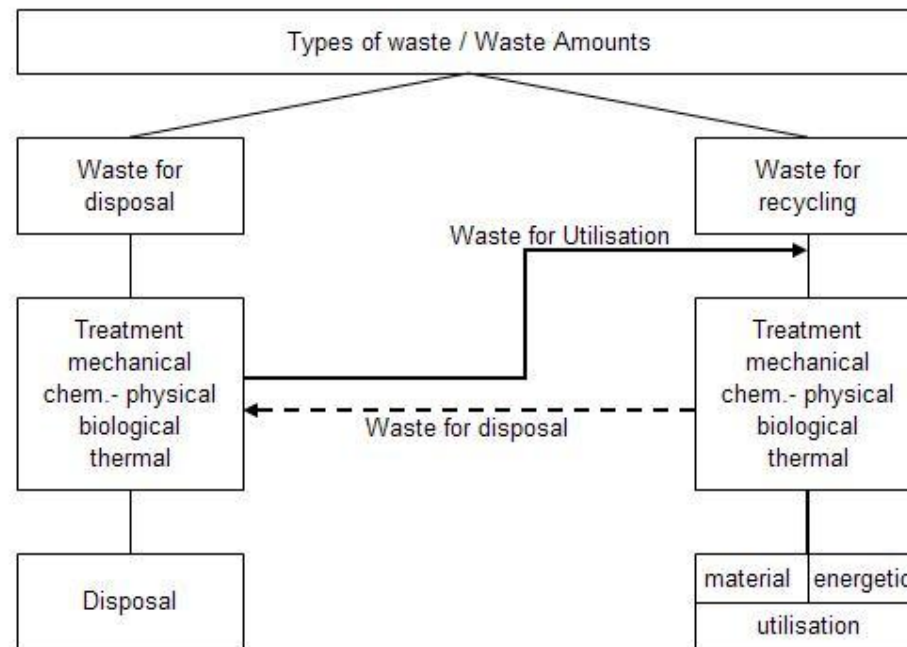 Types of waste / Waste Amounts
Waste for
disposal
Waste for
recycling
Waste for Utilisation
Treatment
mechanical
chem.- physical
biological
thermal
Treatment
mechanical
chem.- physical
biological
thermal
Waste for disposal
Disposal
material
energetic
utilisation